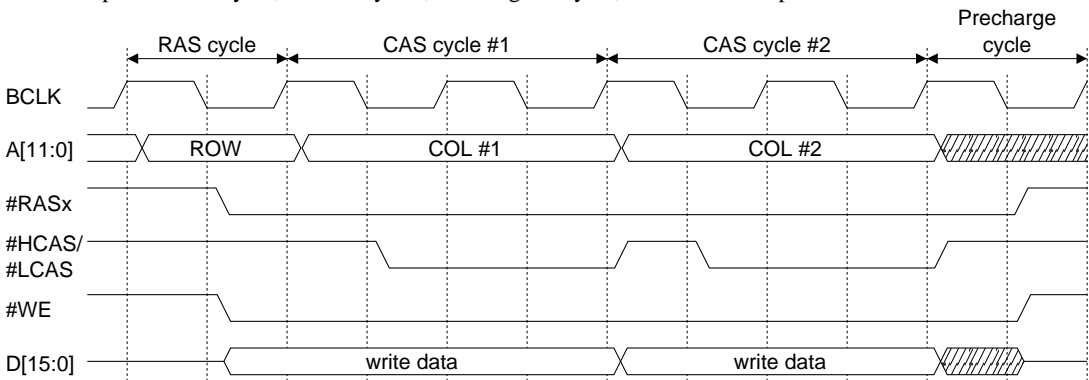 Precharge
RAS cycle CAS cycle #1 CAS cycle #2 cycle
BCLK
A[11:0] ROW COL #1 COL #2
#RASx
#HCAS/
#LCAS
#WE
D[15:0] write data write data